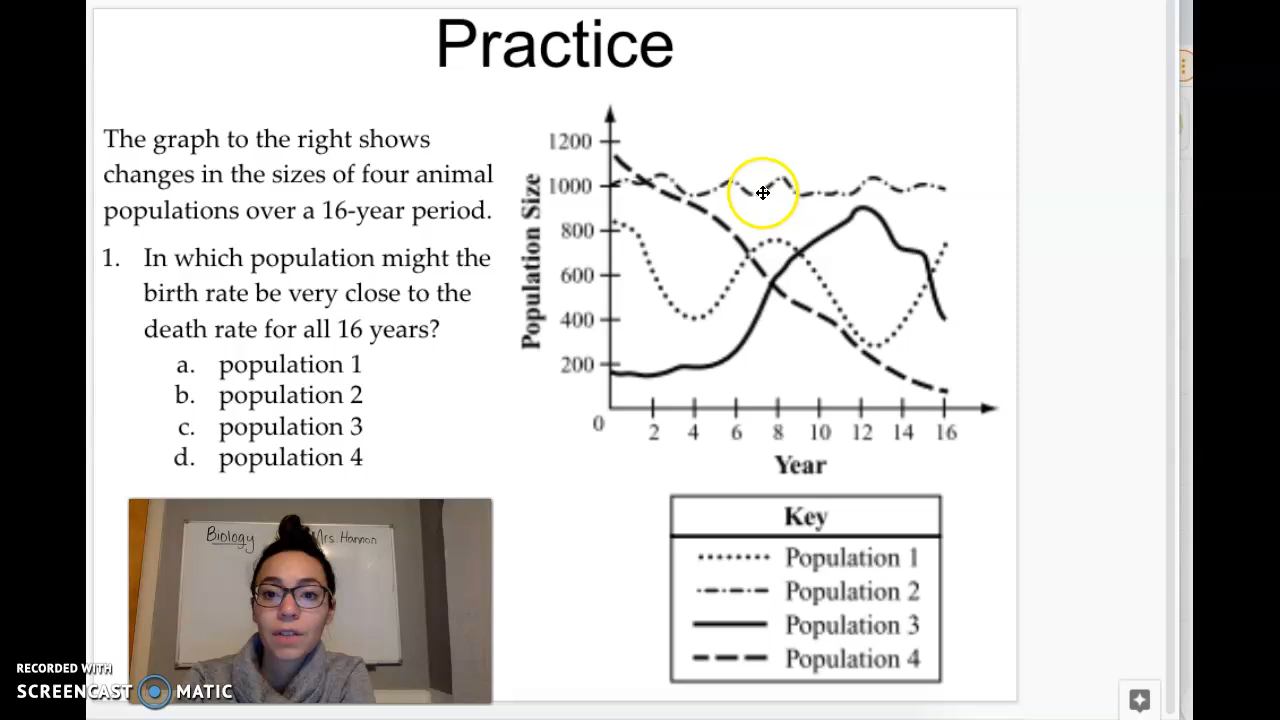 Practice
The graph to the right shows
changes in the sizes of four animal
populations over a 16-year period.
1. In which population might the
birth rate be very close to the
death rate for all 16 years?
a. population 1
b. population 2
c. population 3
d. population 4
Population Size
1200
1000
800
600
400
200
0
2 4 6 8 10 12 14 16
Year
Key
Population 1
Population 2
Population 3
Population 4
Biology Mrs. Hannon
RECORDED WITH
SCREENCAST MATIC